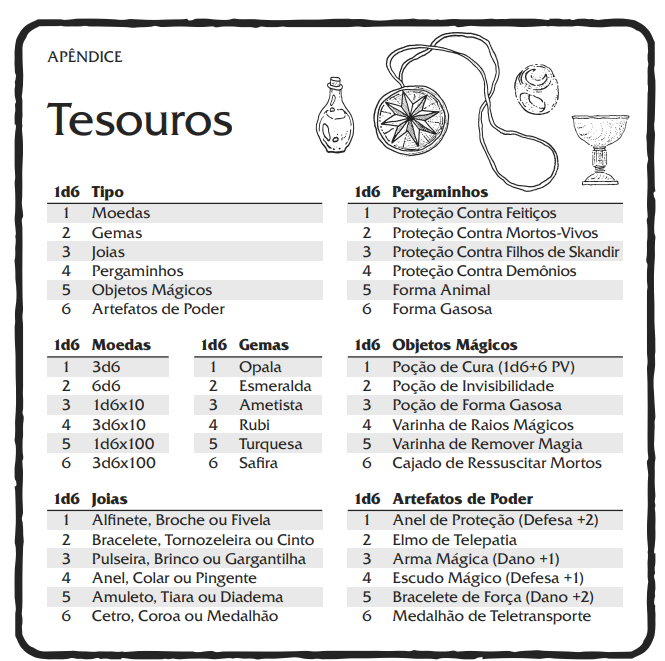 APÊNDICE
Tesouros
1d6 Tipo
1 Moedas
2 Gemas
3 Joias
4 Pergaminhos
5 Objetos Mágicos
6 Artefatos de Poder
1d6 Pergaminhos
1 Proteção Contra Feitiços
2 Proteção Contra Mortos-Vivos
3 Proteção Contra Filhos de Skandir
4 Proteção Contra Demônios
5 Forma Animal
6 Forma Gasosa
1d6 Moedas
1 3d6
2 6d6
3 1d6x10
4 3d6x10
5 1d6x100
6 3d6x100
1d6 Gemas
1 Opala
2 Esmeralda
3 Ametista
4 Rubi
5 Turquesa
6 Safira
1d6 Objetos Mágicos
1 Poção de Cura (1d6+6 PV)
2 Poção de Invisibilidade
3 Poção de Forma Gasosa
4 Varinha de Raios Mágicos
5 Varinha de Remover Magia
6 Cajado de Ressuscitar Mortos
1d6 Joias
1 Alfinete, Broche ou Fivela
2 Bracelete, Tornozeleira ou Cinto
3 Pulseira, Brinco ou Gargantilha
4 Anel, Colar ou Pingente
5 Amuleto, Tiara ou Diadema
6 Cetro, Coroa ou Medalhão
1d6 Artefatos de Poder
1 Anel de Proteção (Defesa +2)
2 Elmo de Telepatia
3 Arma Mágica (Dano +1)
4 Escudo Mágico (Defesa +1)
5 Bracelete de Força (Dano +2)
6 Medalhão de Teletransporte